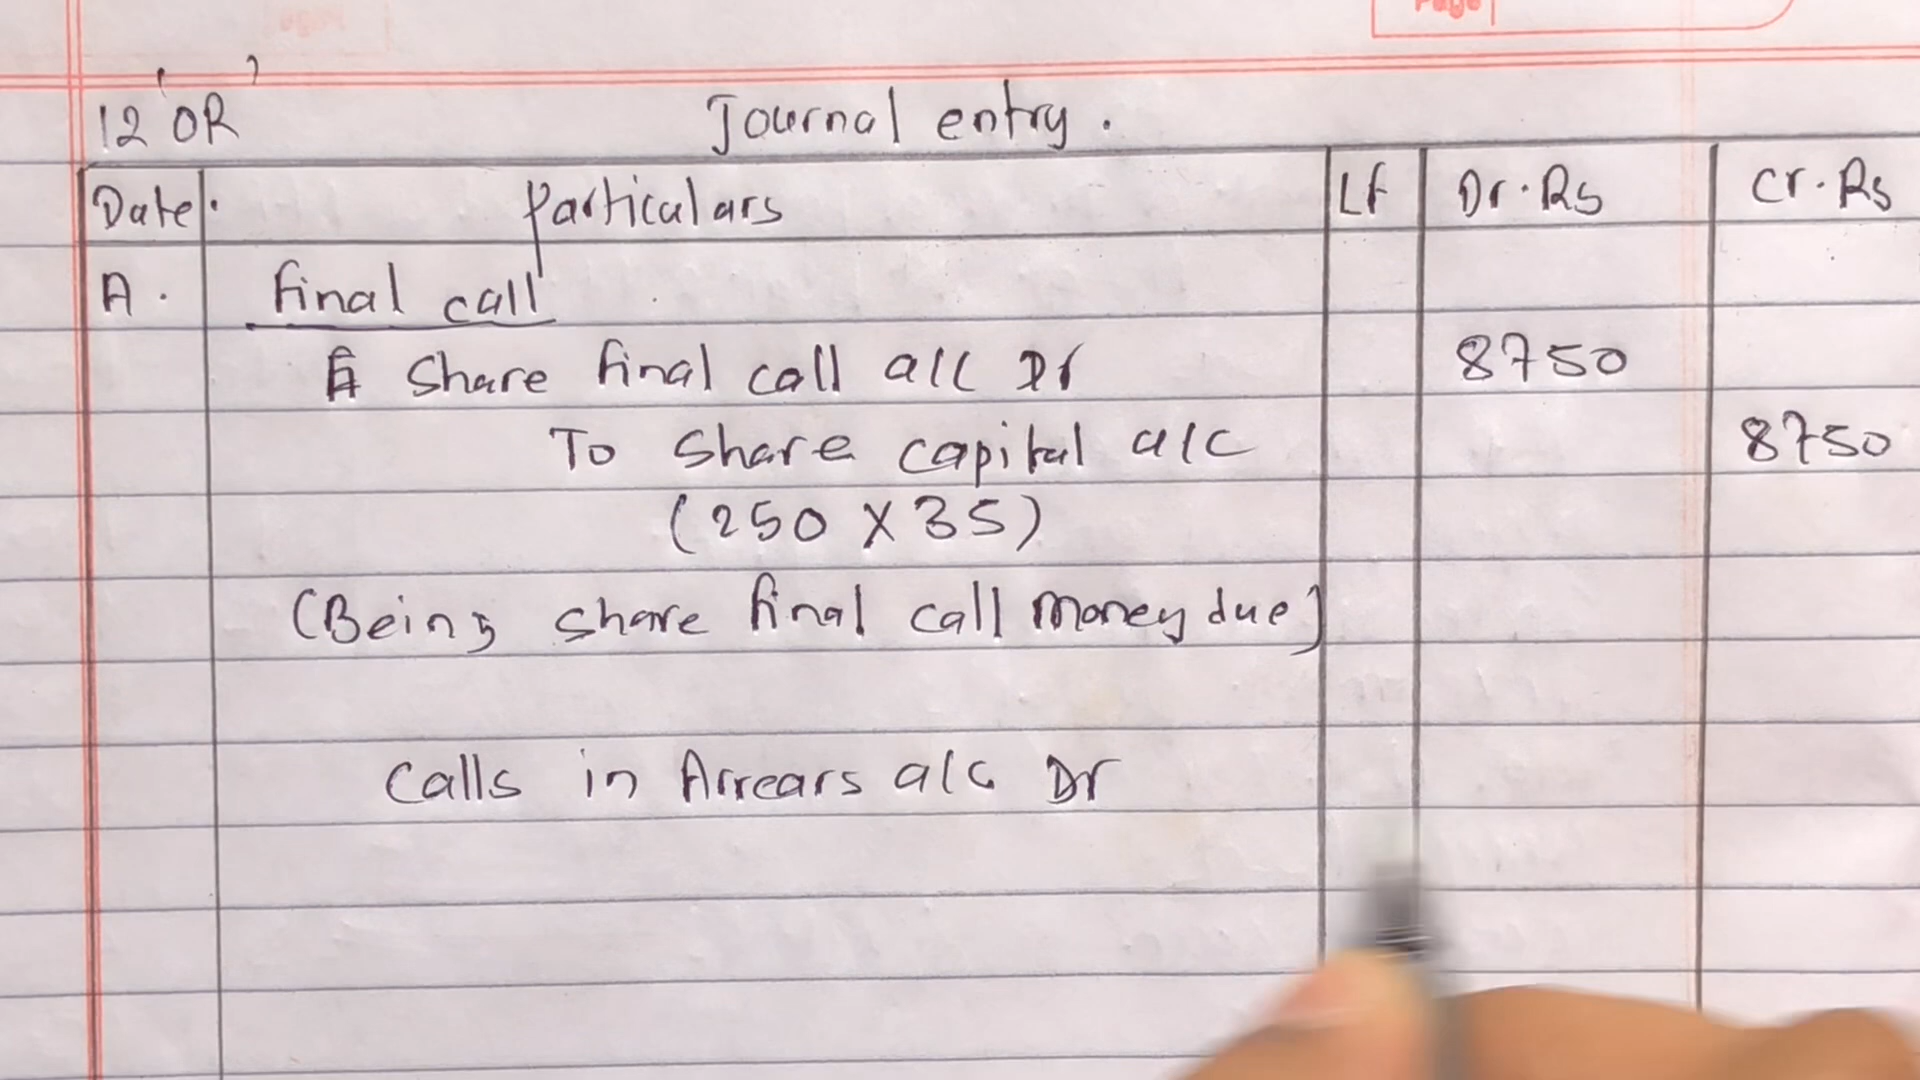 Page
12 'OR'
Journal entry.
Date. Particulars LF Dr. Rs Cr. Rs
A. Final call
Share final call a/c Dr 8750
To share capital a/c 8750
(250 X 35)
(Being share final call money due)
Calls in Arrears a/c Dr